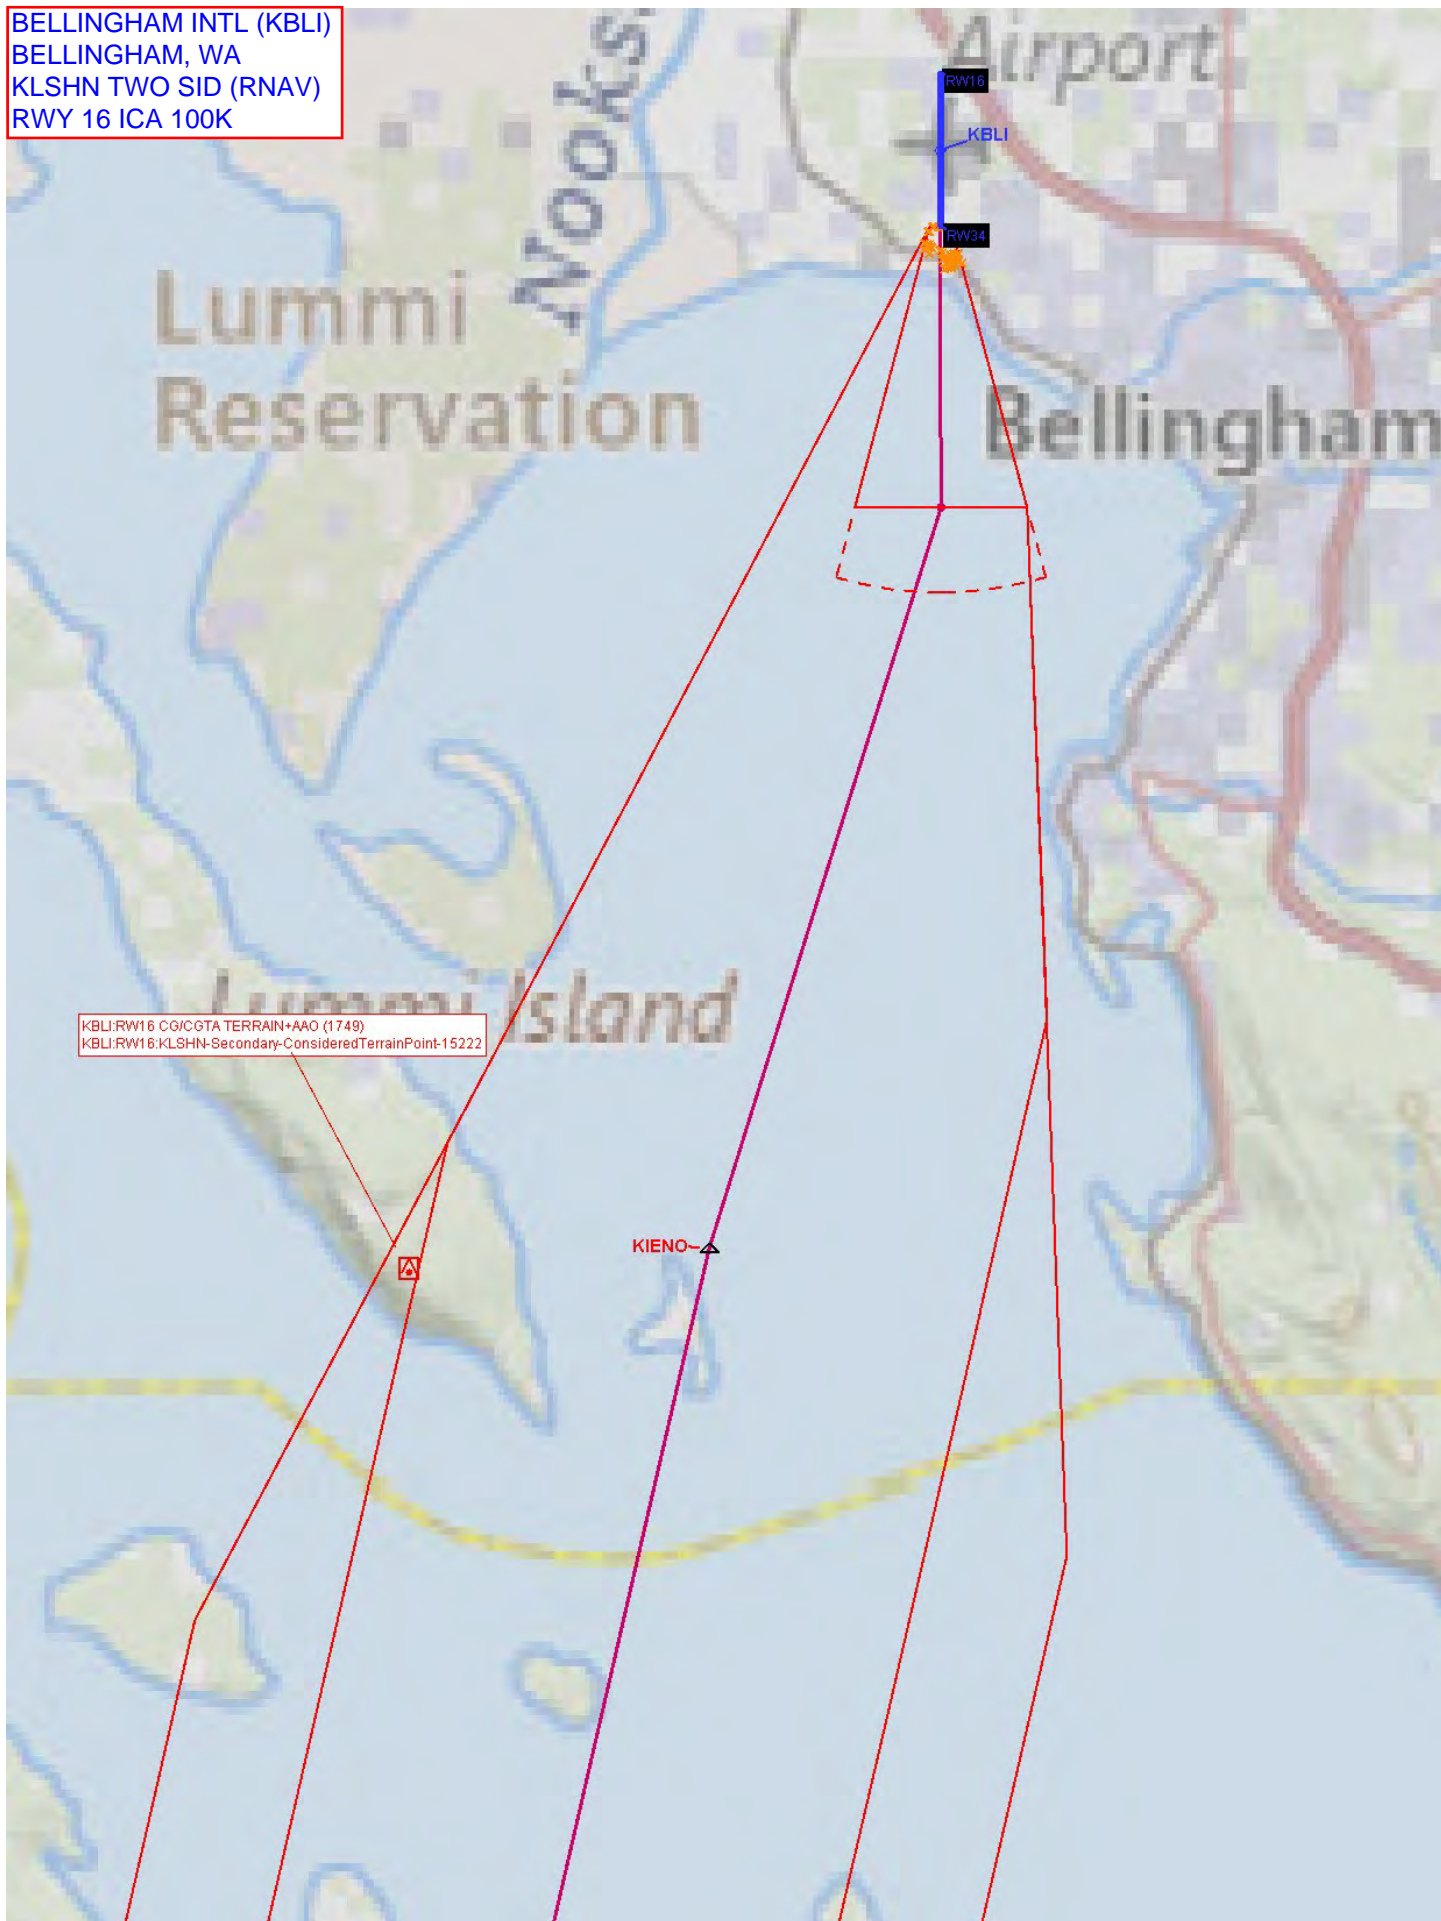 BELLINGHAM INTL (KBLI)
BELLINGHAM, WA
KLSHN TWO SID (RNAV)
RWY 16 ICA 100K
Airport
RW16
KBLI
Nooks
RW34
Lummi
Reservation
Bellingham
Lummi Island
KBLI:RW16 CG/CGTA TERRAIN+AAO (1749)
KBLI:RW16:KLSHN-Secondary-ConsideredTerrainPoint-15222
KIENO